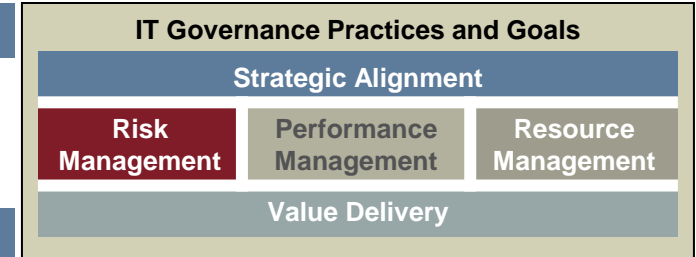 IT Governance Practices and Goals
Strategic Alignment
Risk
Management
Performance
Management
Resource
Management
Value Delivery